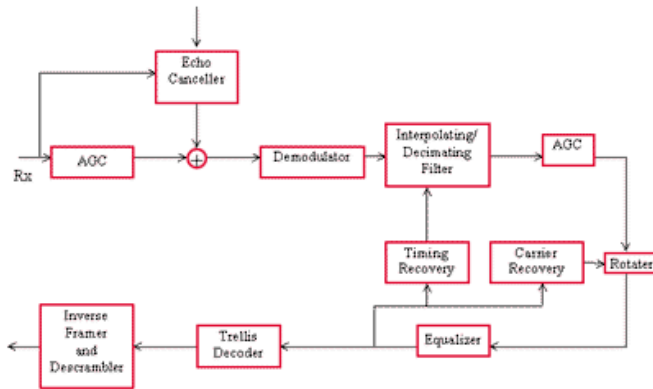 Echo
Canceller
Rx
AGC
+
Demodulator
Interpolating/
Decimating
Filter
AGC
Timing
Recovery
Carrier
Recovery
Rotater
Inverse
Framer
and
Descrambler
Trellis
Decoder
Equalizer